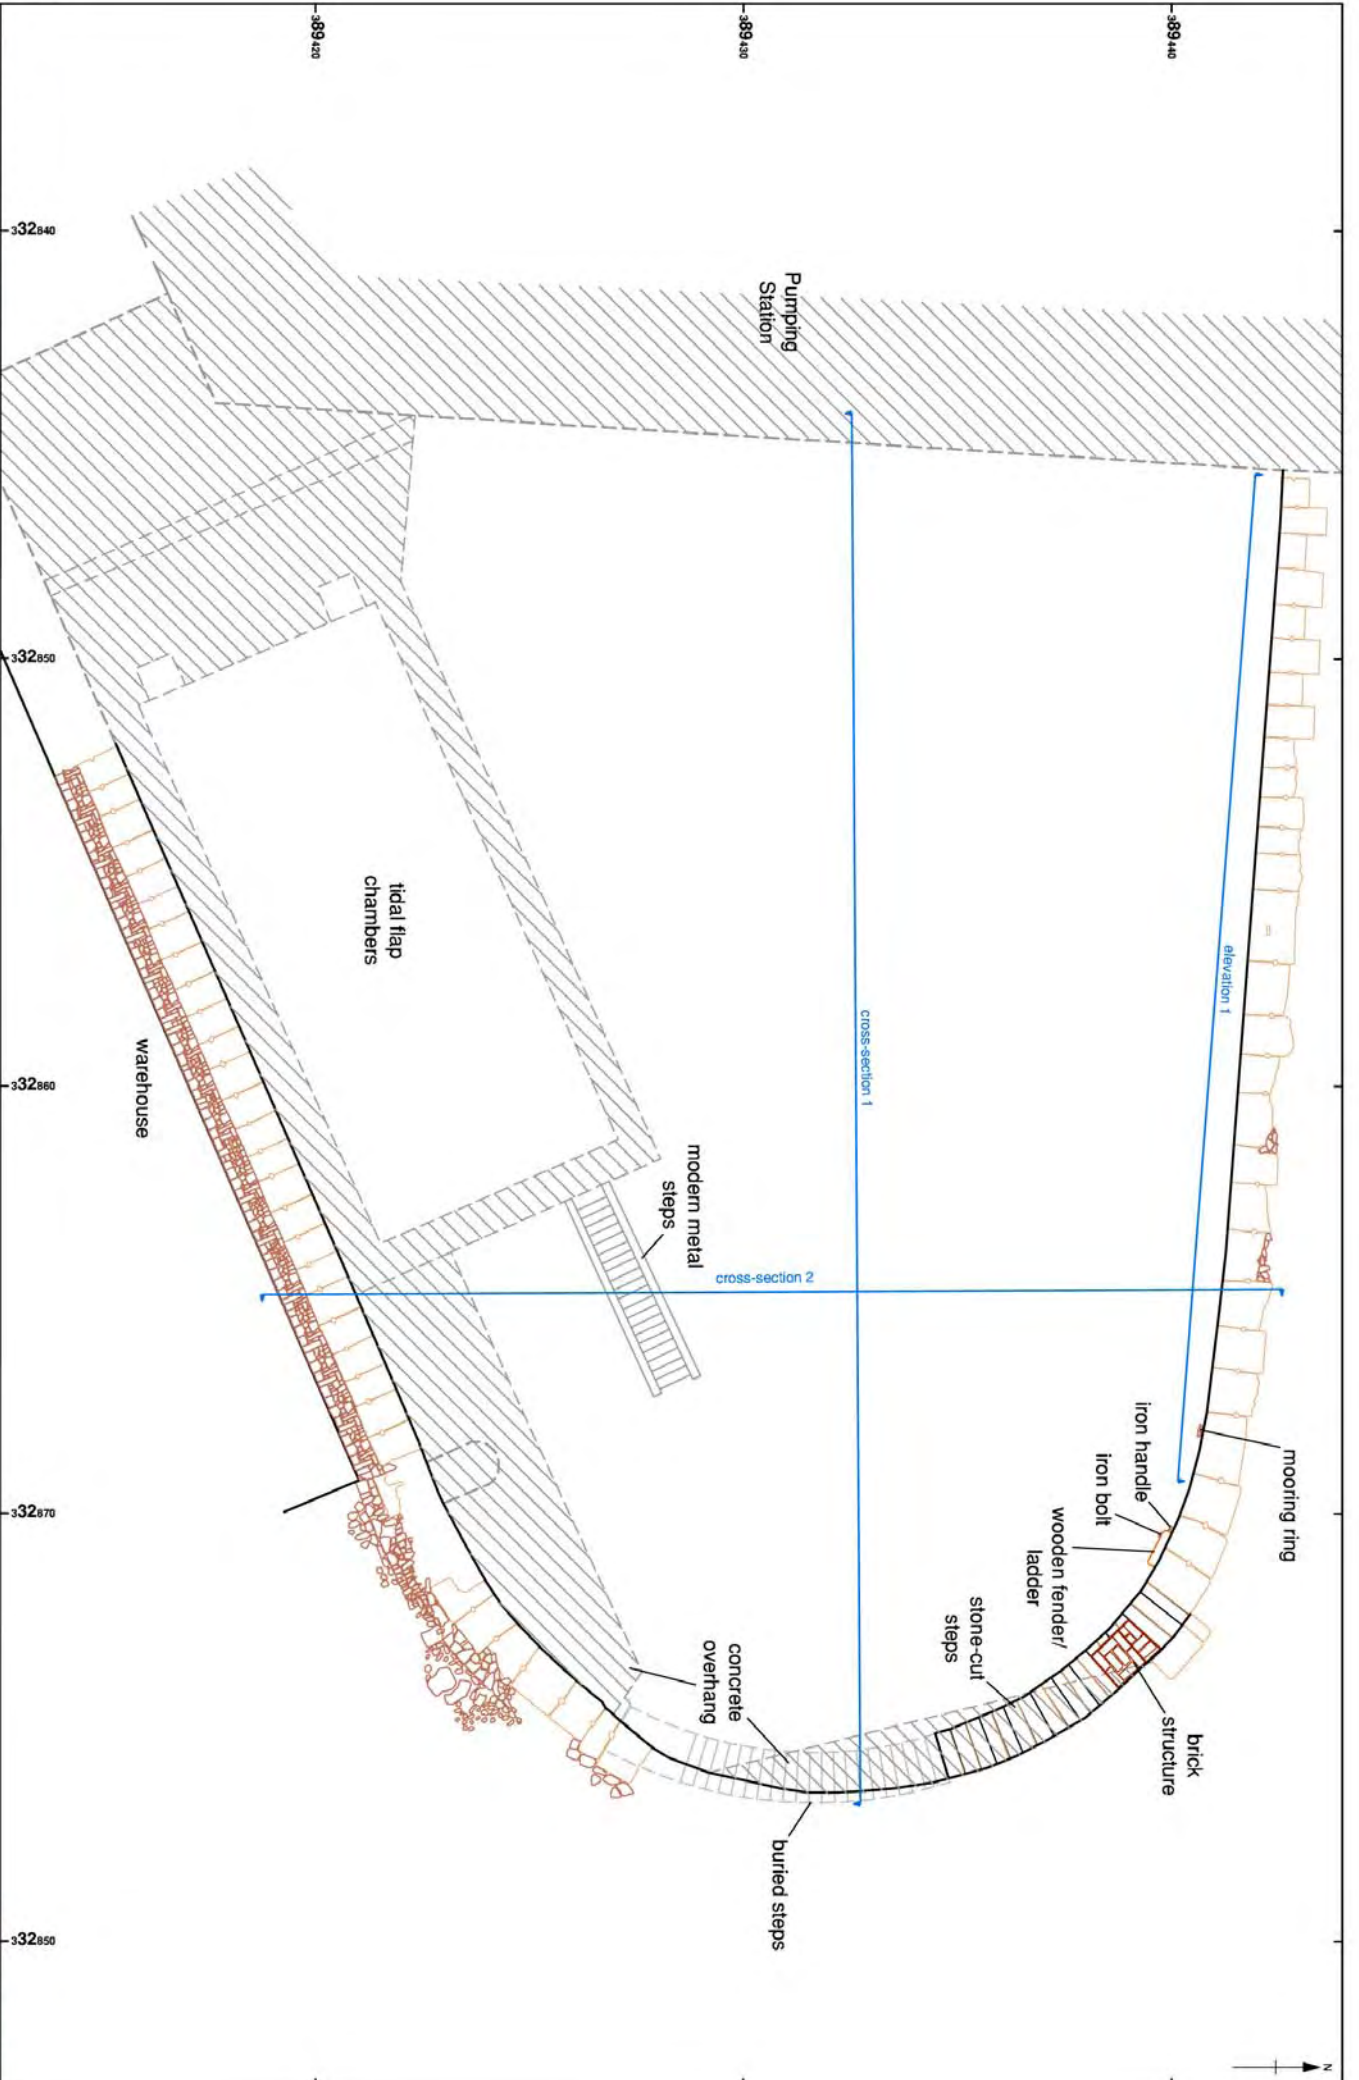 389420
389430
389440
332840
332850
332860
332870
332850
Pumping
Station
elevation 1
cross-section 1
cross-section 2
tidal flap
chambers
warehouse
modern metal
steps
mooring ring
iron handle
iron bolt
wooden fender/
ladder
stone-cut
steps
brick
structure
concrete
overhang
buried steps
N